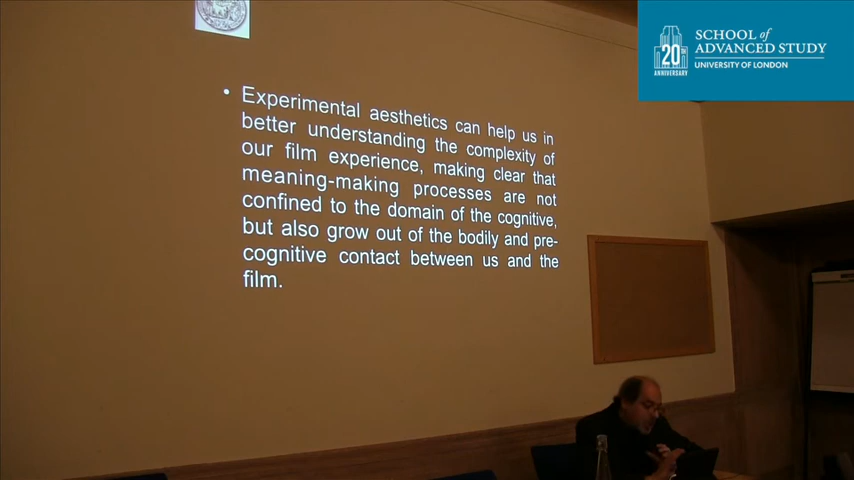 SCHOOL of
ADVANCED STUDY
UNIVERSITY OF LONDON
20TH
ANNIVERSARY
• Experimental aesthetics can help us in
better understanding the complexity of
our film experience, making clear that
meaning-making processes are not
confined to the domain of the cognitive,
but also grow out of the bodily and pre-
cognitive contact between us and the
film.